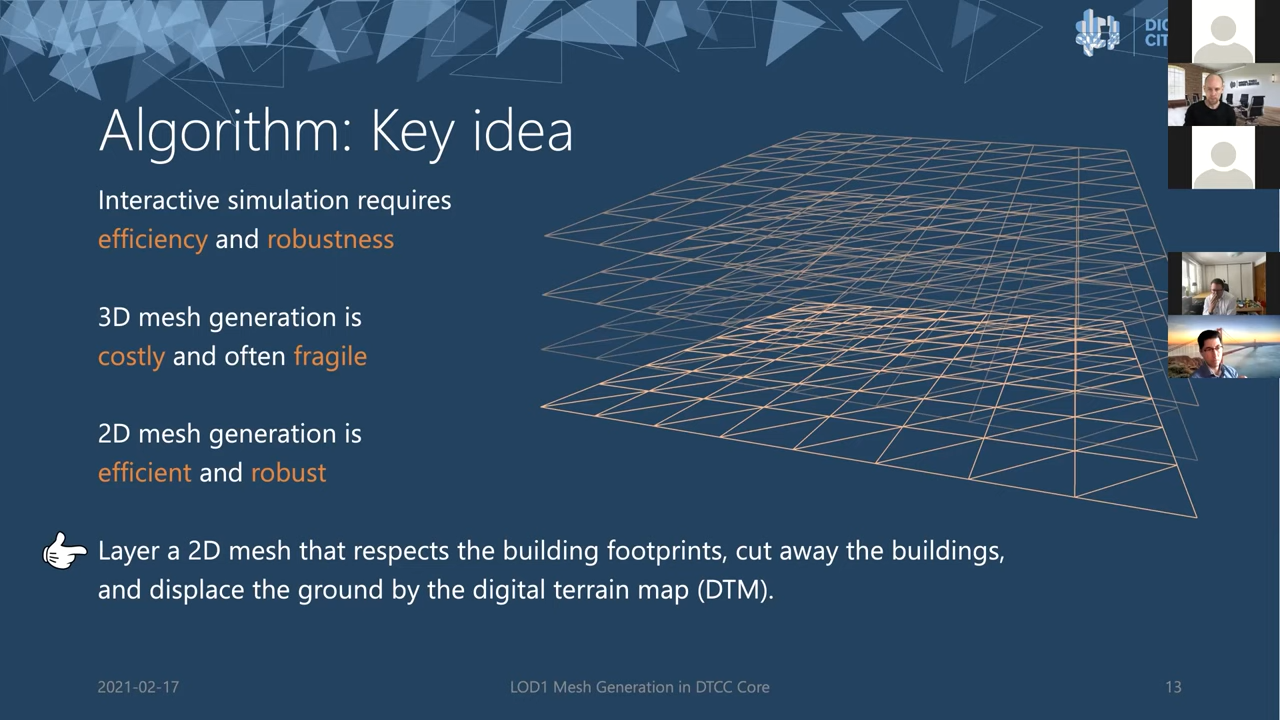 Algorithm: Key idea
Interactive simulation requires
efficiency and robustness
3D mesh generation is
costly and often fragile
2D mesh generation is
efficient and robust
Layer a 2D mesh that respects the building footprints, cut away the buildings,
and displace the ground by the digital terrain map (DTM).
2021-02-17
LOD1 Mesh Generation in DTCC Core
13